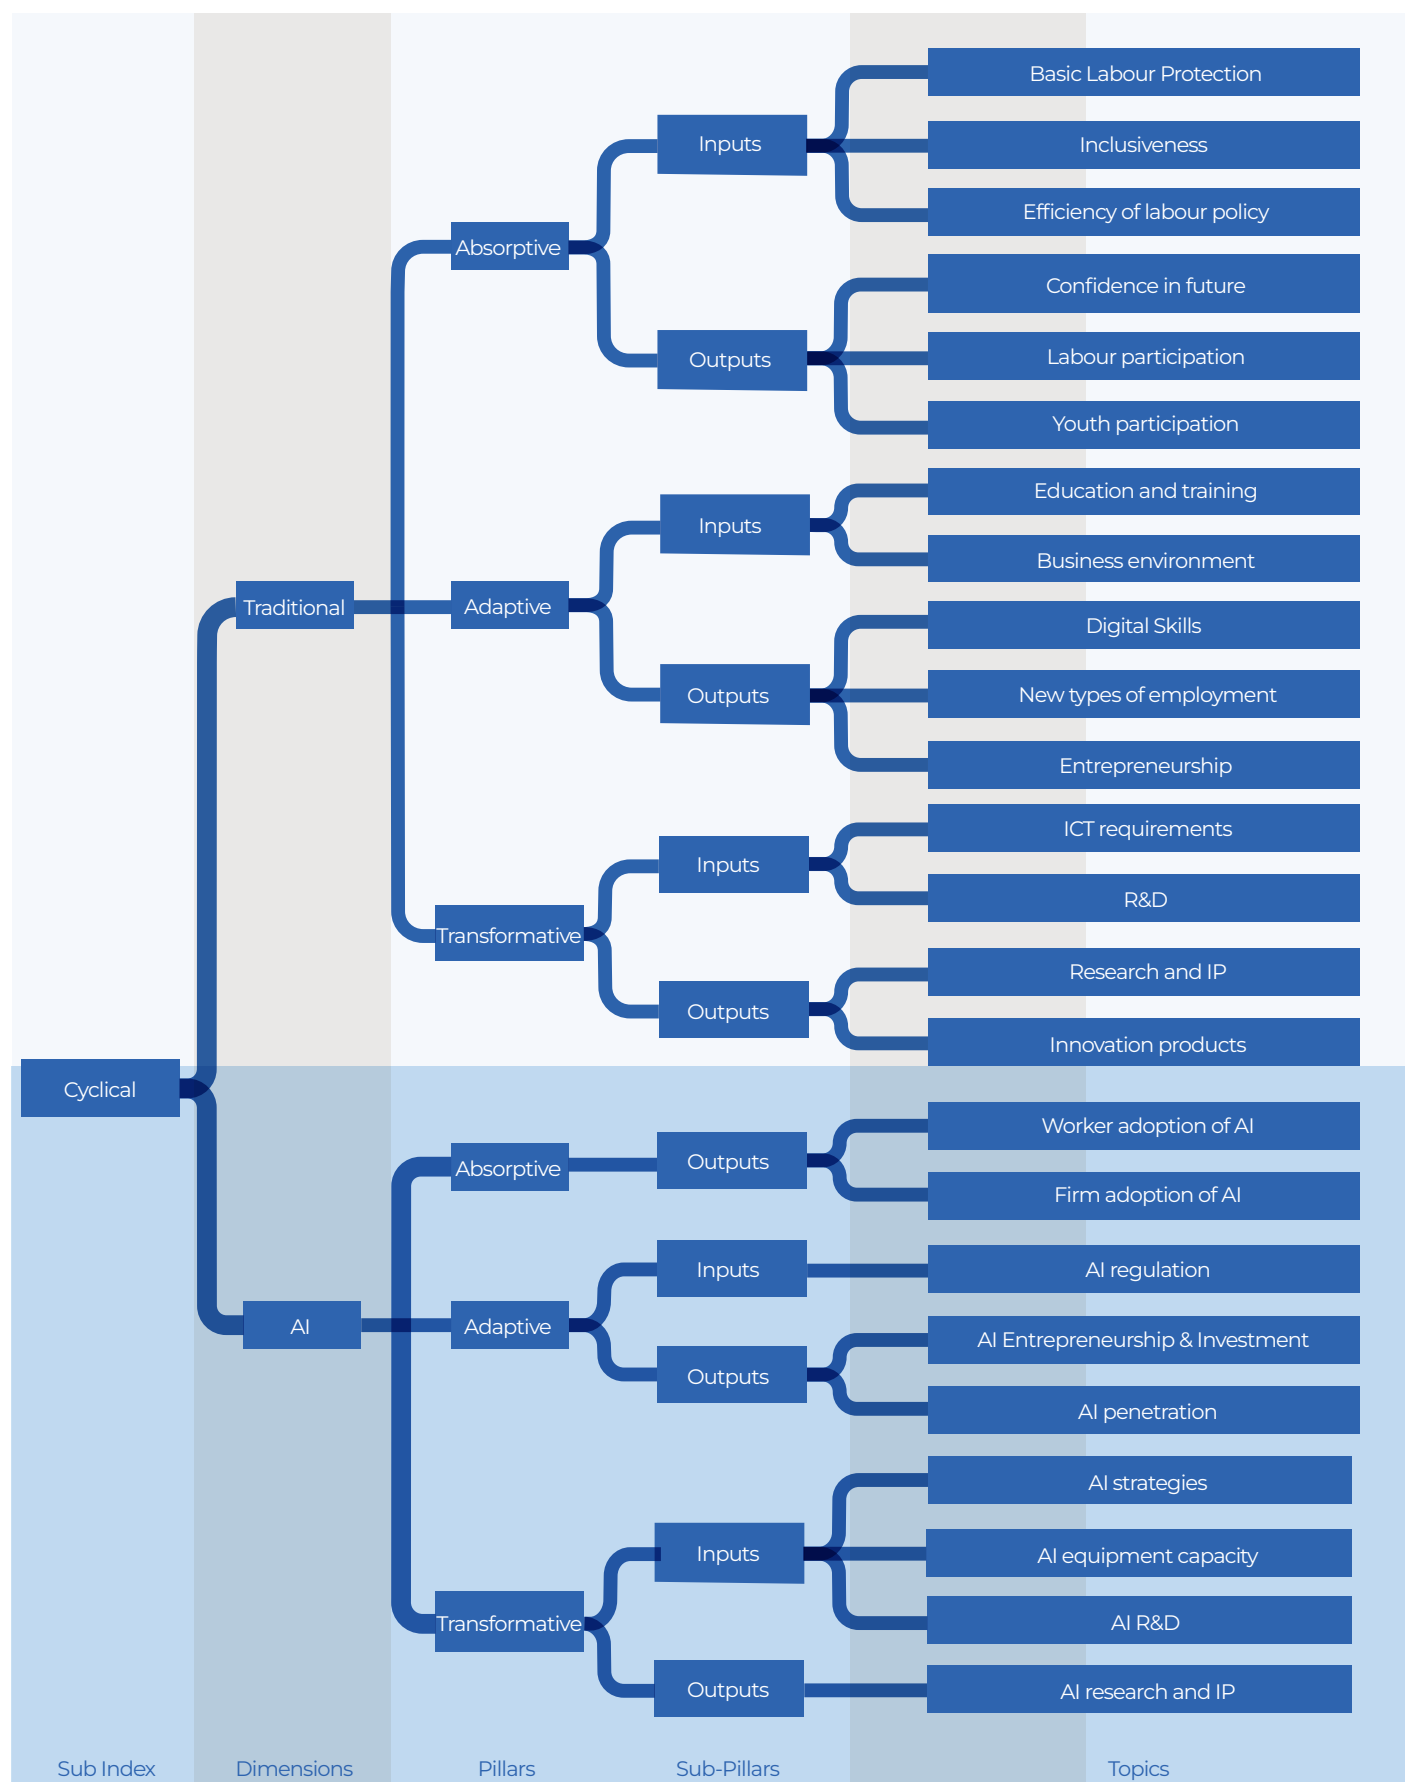 Basic Labour Protection
Inputs
Inclusiveness
Efficiency of labour policy
Absorptive
Confidence in future
Outputs
Labour participation
Youth participation
Education and training
Inputs
Business environment
Traditional
Adaptive
Digital Skills
Outputs
New types of employment
Entrepreneurship
ICT requirements
Inputs
R&D
Transformative
Research and IP
Outputs
Innovation products
Cyclical
Worker adoption of AI
Absorptive
Outputs
Firm adoption of AI
Inputs
AI regulation
AI
Adaptive
AI Entrepreneurship & Investment
Outputs
AI penetration
AI strategies
Inputs
AI equipment capacity
Transformative
AI R&D
Outputs
AI research and IP
Sub Index
Dimensions
Pillars
Sub-Pillars
Topics